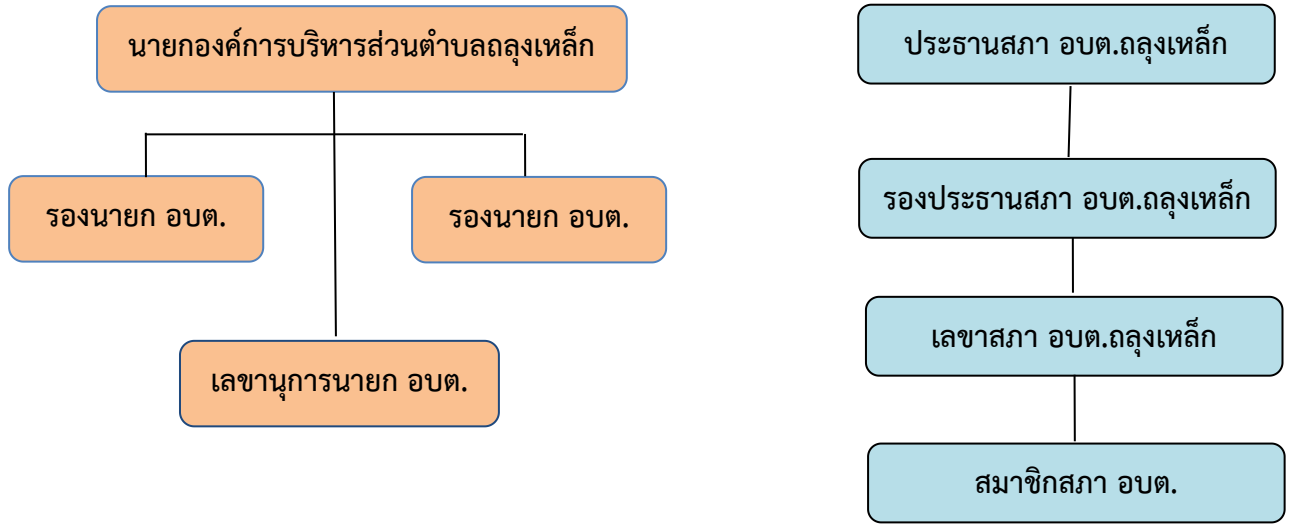 นายกองค์การบริหารส่วนตำบลถลุงเหล็ก
รองนายก อบต.
รองนายก อบต.
เลขานุการนายก อบต.
ประธานสภา อบต.ถลุงเหล็ก
รองประธานสภา อบต.ถลุงเหล็ก
เลขาสภา อบต.ถลุงเหล็ก
สมาชิกสภา อบต.